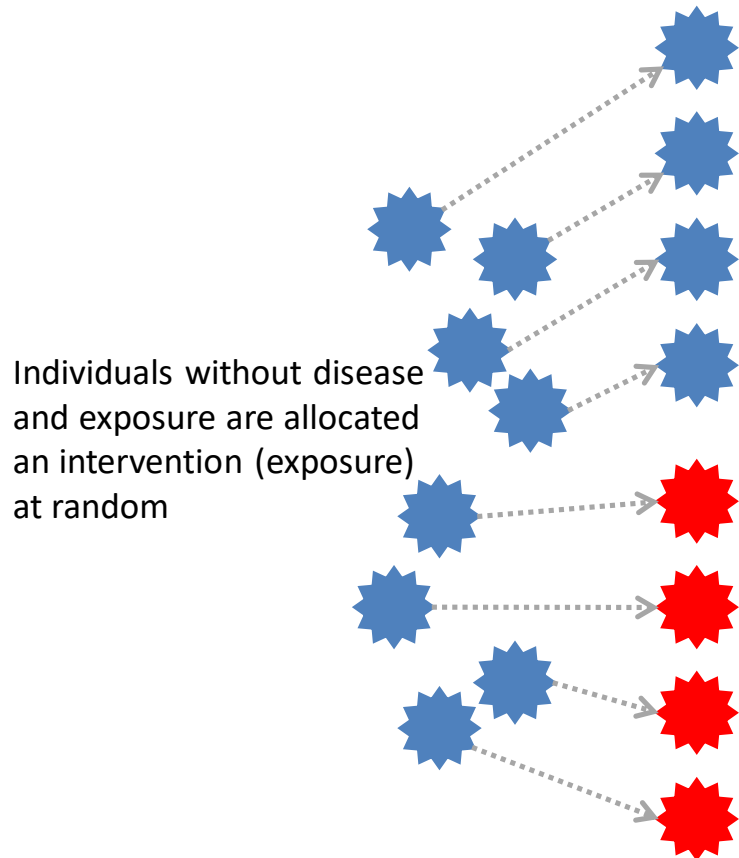 Individuals without disease
and exposure are allocated
an intervention (exposure)
at random